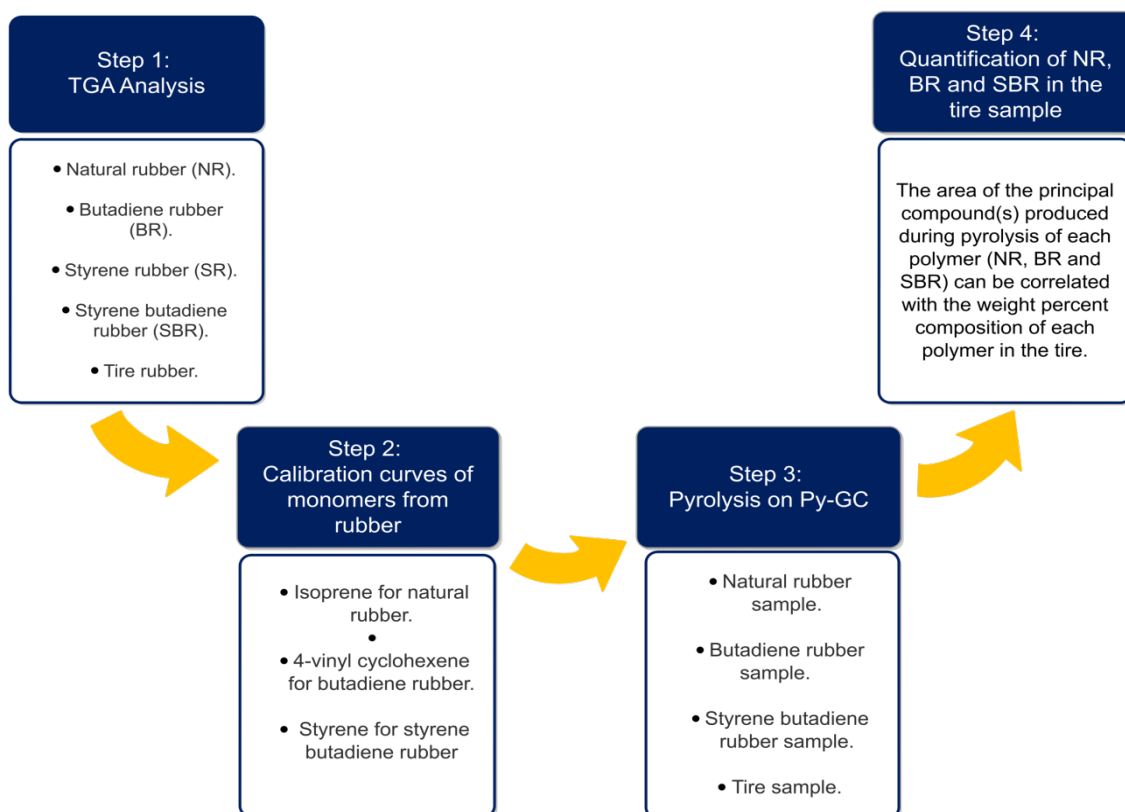 Step 1:
TGA Analysis
• Natural rubber (NR).
• Butadiene rubber
(BR).
• Styrene rubber (SR).
• Styrene butadiene
rubber (SBR).
• Tire rubber.
Step 2:
Calibration curves of
monomers from
rubber
• Isoprene for natural
rubber.
•
• 4-vinyl cyclohexene
for butadiene rubber.
• Styrene for styrene
butadiene rubber
Step 3:
Pyrolysis on Py-GC
• Natural rubber
sample.
• Butadiene rubber
sample.
• Styrene butadiene
rubber sample.
• Tire sample.
Step 4:
Quantification of NR,
BR and SBR in the
tire sample
The area of the principal
compound(s) produced
during pyrolysis of each
polymer (NR, BR and
SBR) can be correlated
with the weight percent
composition of each
polymer in the tire.